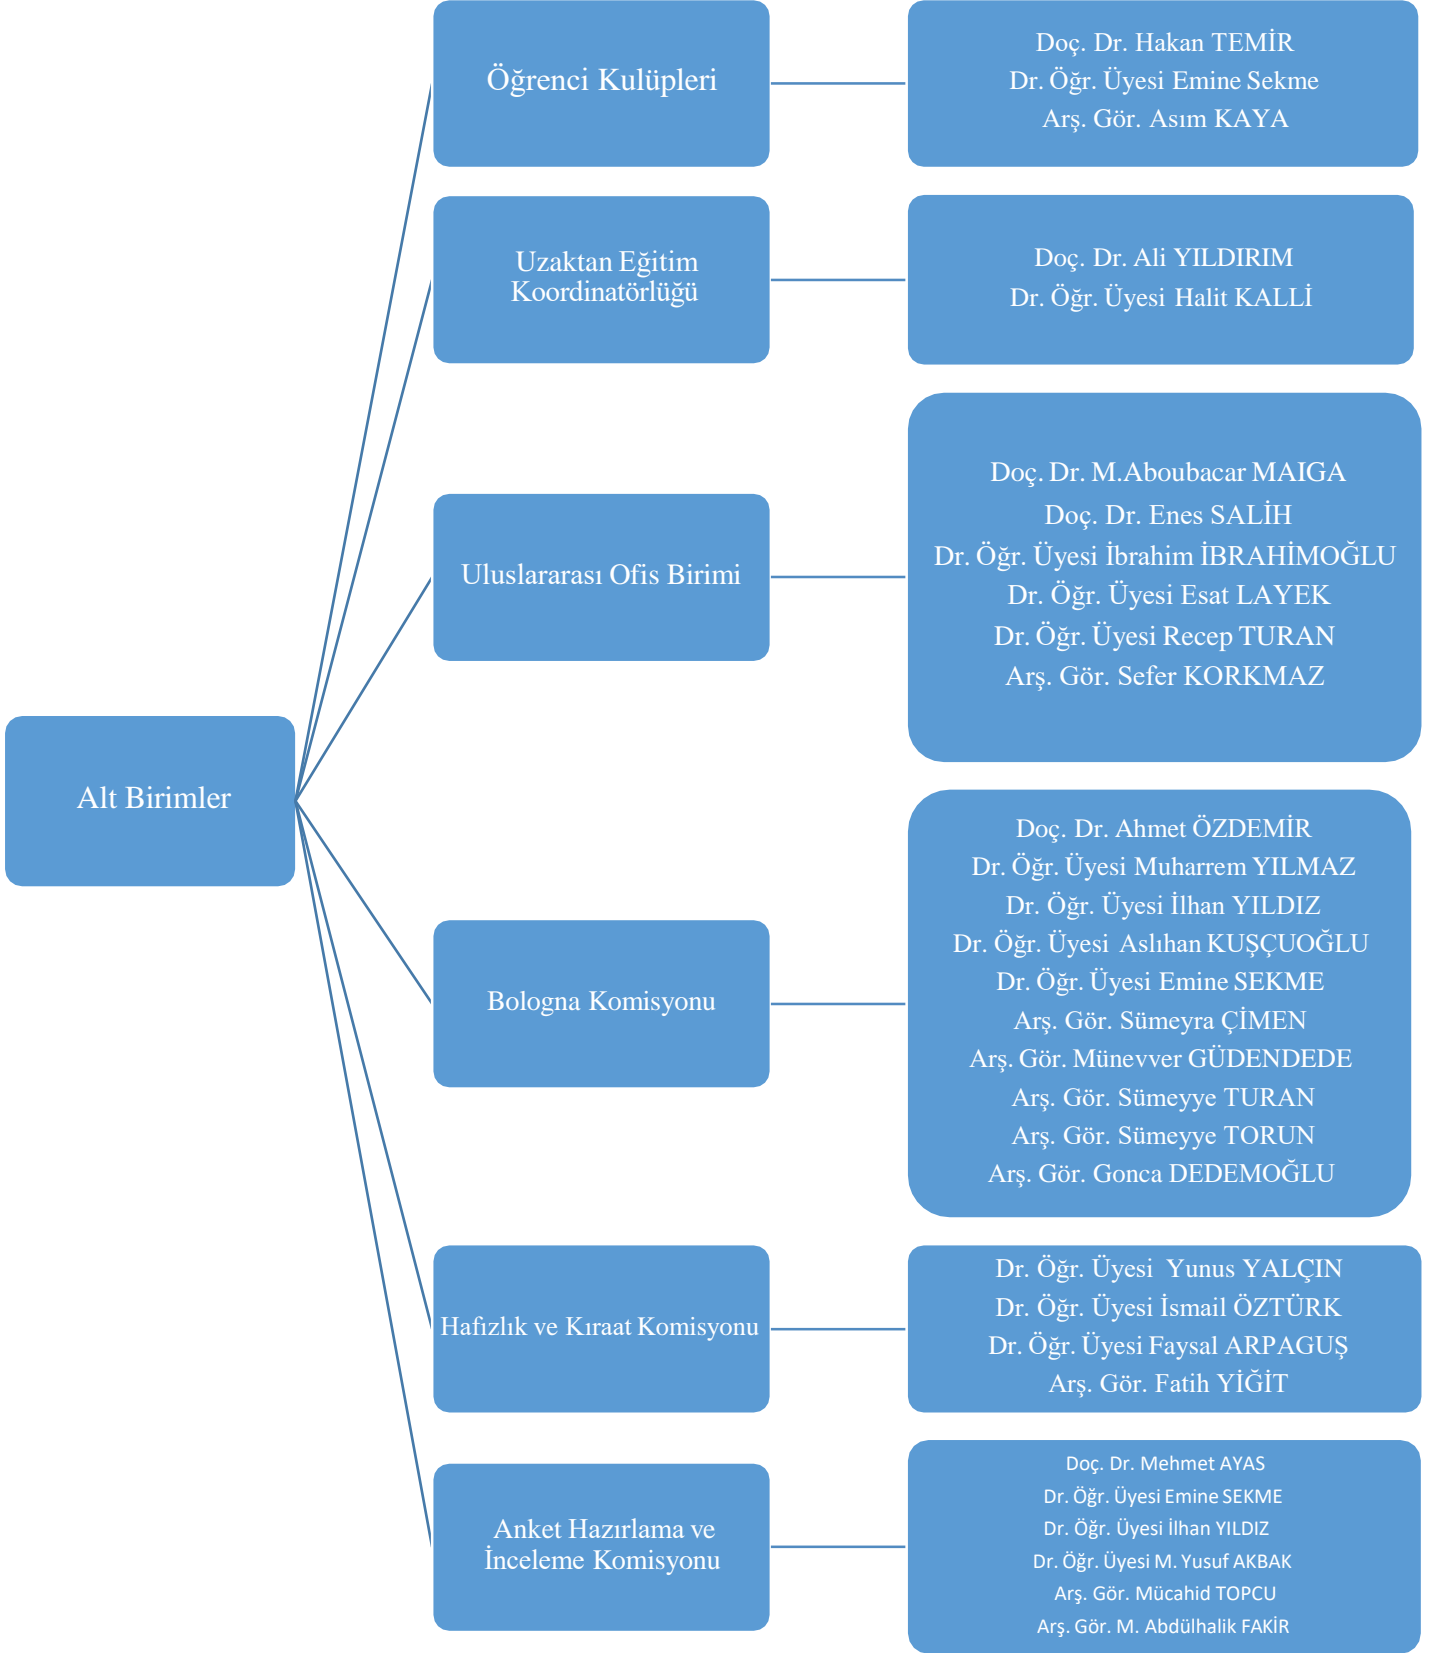 Öğrenci Kulüpleri
Doç. Dr. Hakan TEMİR
Dr. Öğr. Üyesi Emine Sekme
Arş. Gör. Asım KAYA
Uzaktan Eğitim
Koordinatörlüğü
Doç. Dr. Ali YILDIRIM
Dr. Öğr. Üyesi Halit KALLİ
Uluslararası Ofis Birimi
Doç. Dr. M.Aboubacar MAIGA
Doç. Dr. Enes SALİH
Dr. Öğr. Üyesi İbrahim İBRAHİMOĞLU
Dr. Öğr. Üyesi Esat LAYEK
Dr. Öğr. Üyesi Recep TURAN
Arş. Gör. Sefer KORKMAZ
Alt Birimler
Bologna Komisyonu
Doç. Dr. Ahmet ÖZDEMİR
Dr. Öğr. Üyesi Muharrem YILMAZ
Dr. Öğr. Üyesi İlhan YILDIZ
Dr. Öğr. Üyesi Aslıhan KUŞÇUOĞLU
Dr. Öğr. Üyesi Emine SEKME
Arş. Gör. Sümeyra ÇİMEN
Arş. Gör. Münevver GÜDENDEDE
Arş. Gör. Sümeyye TURAN
Arş. Gör. Sümeyye TORUN
Arş. Gör. Gonca DEDEMOĞLU
Hafızlık ve Kıraat Komisyonu
Dr. Öğr. Üyesi Yunus YALÇIN
Dr. Öğr. Üyesi İsmail ÖZTÜRK
Dr. Öğr. Üyesi Faysal ARPAGUŞ
Arş. Gör. Fatih YİĞİT
Anket Hazırlama ve
İnceleme Komisyonu
Doç. Dr. Mehmet AYAS
Dr. Öğr. Üyesi Emine SEKME
Dr. Öğr. Üyesi İlhan YILDIZ
Dr. Öğr. Üyesi M. Yusuf AKBAK
Arş. Gör. Mücahid TOPCU
Arş. Gör. M. Abdülhalik FAKİR